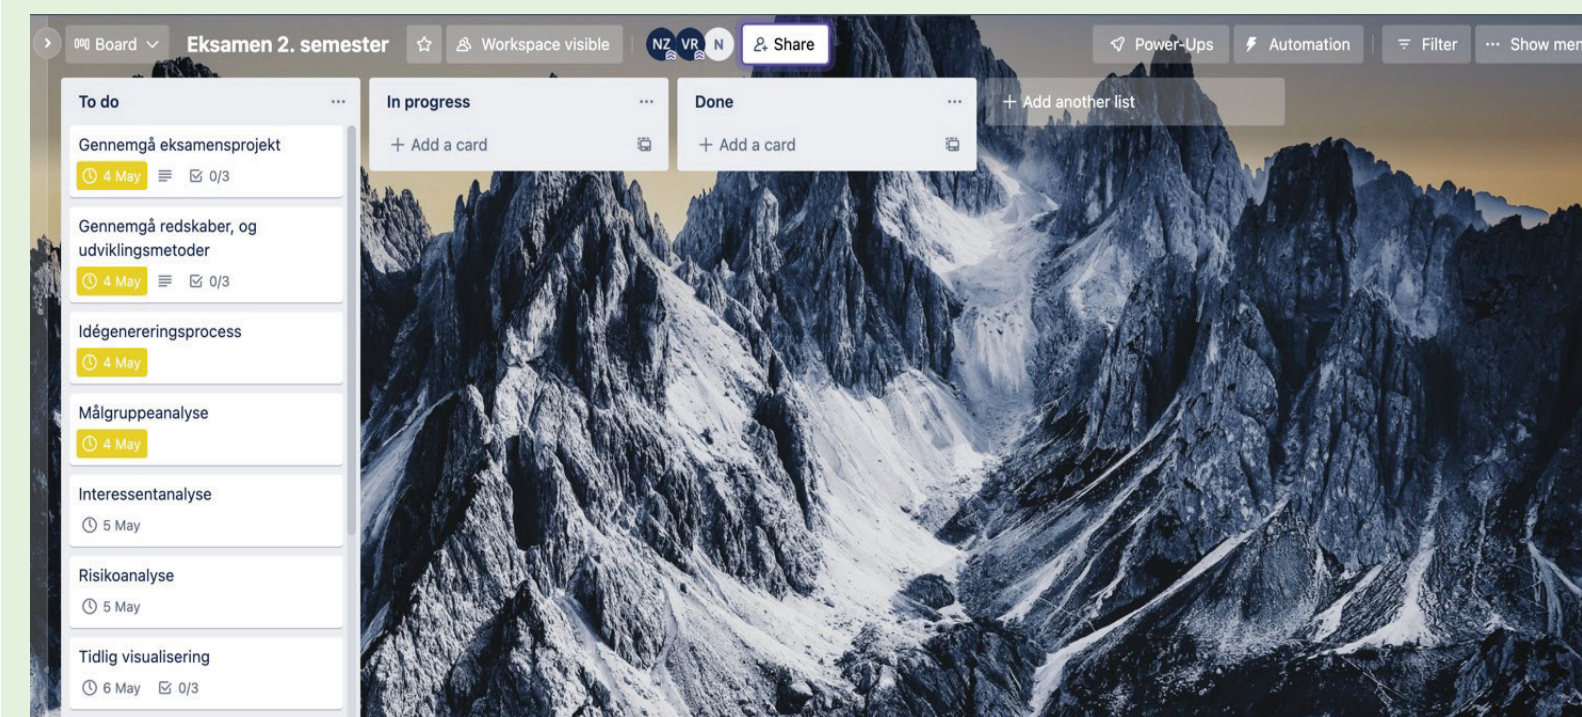 Board
Eksamen 2. semester
Workspace visible
NZ
VR
N
Share
Power-Ups
Automation
Filter
Show men
To do
Gennemgå eksamensprojekt
4 May
0/3
Gennemgå redskaber, og
udviklingsmetoder
4 May
0/3
Idégenereringsprocess
4 May
Målgruppeanalyse
4 May
Interessentanalyse
5 May
Risikoanalyse
5 May
Tidlig visualisering
6 May
0/3
In progress
+ Add a card
Done
+ Add a card
+ Add another list